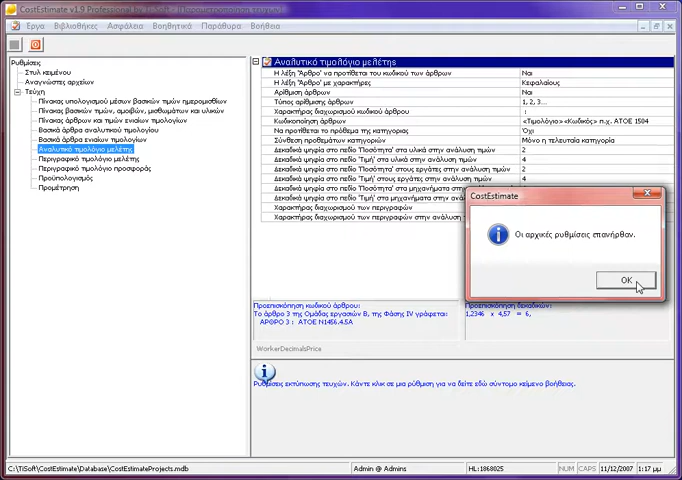 CostEstimate v1.9 Professional by TiSoft
Έργα Βιβλιοθήκες Ασφάλεια Βοηθητικά Παράθυρα Βοήθεια
Ρυθμίσεις
Στυλ κειμένου
Αναγνώστες αρχείων
Τεύχη
Πίνακας υπολογισμού μέσων βασικών τιμών ημερομισθίου
Πίνακας βασικών τιμών, αμοιβών, μισθωμάτων και υλικών
Πίνακας άρθρων και τιμών ενιαίων τιμολογίων
Βασικά άρθρα αναλυτικού τιμολογίου
Βασικά άρθρα ενιαίων τιμολογίων
Αναλυτικό τιμολόγιο μελέτης
Περιγραφικό τιμολόγιο μελέτης
Περιγραφικό τιμολόγιο προσφοράς
Προϋπολογισμός
Προμέτρηση
Αναλυτικό τιμολόγιο μελέτης
Η λέξη 'Άρθρο' να προτίθεται του κωδικού των άρθρων Ναι
Η λέξη 'Άρθρο' με χαρακτήρες Κεφαλαίους
Αρίθμιση άρθρων Ναι
Τύπος αρίθμισης άρθρων 1, 2, 3...
Χαρακτήρας διαχωρισμού κωδικού άρθρου :
Κωδικοποίηση άρθρων <Τιμολόγιο> <Κωδικός> π.χ. ΑΤΟΕ 1504
Να προτίθεται το πρόθεμα της κατηγορίας Όχι
Σύνθεση προθεμάτων κατηγοριών Μόνο η τελευταία κατηγορία
Δεκαδικά ψηφία στο πεδίο 'Ποσότητα' στα υλικά στην ανάλυση τιμών 2
Δεκαδικά ψηφία στο πεδίο 'Τιμή' στα υλικά στην ανάλυση τιμών 4
Δεκαδικά ψηφία στο πεδίο 'Ποσότητα' στους εργάτες στην ανάλυση τιμών 2
Δεκαδικά ψηφία στο πεδίο 'Τιμή' στους εργάτες στην ανάλυση τιμών 4
Δεκαδικά ψηφία στο πεδίο 'Ποσότητα' στα μηχανήματα στην
Δεκαδικά ψηφία στο πεδίο 'Τιμή' στα μηχανήματα στην ανάλυση
Χαρακτήρας διαχωρισμού των περιγραφών
Χαρακτήρας διαχωρισμού των περιγραφών στην ανάλυση
CostEstimate
Οι αρχικές ρυθμίσεις επανήρθαν.
OK
Προεπισκόπηση κωδικού άρθρου:
Το άρθρο 3 της Ομάδας εργασιών Β, της Φάσης IV γράφεται:
ΑΡΘΡΟ 3 : ΑΤΟΕ Ν1456.4.5Α
Προεπισκόπηση δεκαδικών:
1,2346 x 4,57 = 6,
WorkerDecimalsPrice
Ρυθμίσεις εκτύπωσης τευχών. Κάντε κλικ σε μια ρύθμιση για να δείτε εδώ σύντομο κείμενο βοήθειας.
C:\TiSoft\CostEstimate\Database\CostEstimateProjects.mdb Admin @ Admins HL:1868025 NUM CAPS 11/12/2007 1:17 μμ